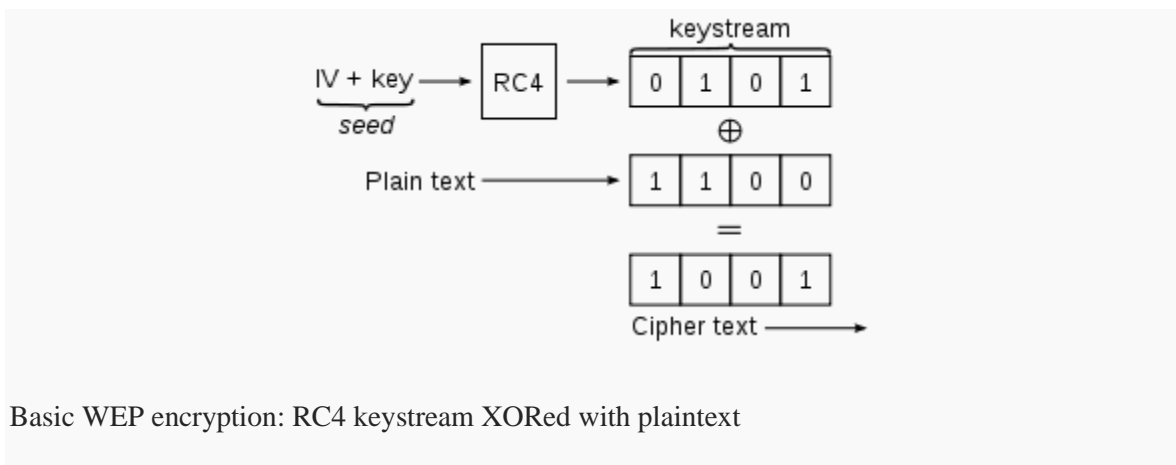 keystream
IV + key
RC4
0 1 0 1
seed
⊕
Plain text
1 1 0 0
=
1 0 0 1
Cipher text
Basic WEP encryption: RC4 keystream XORed with plaintext